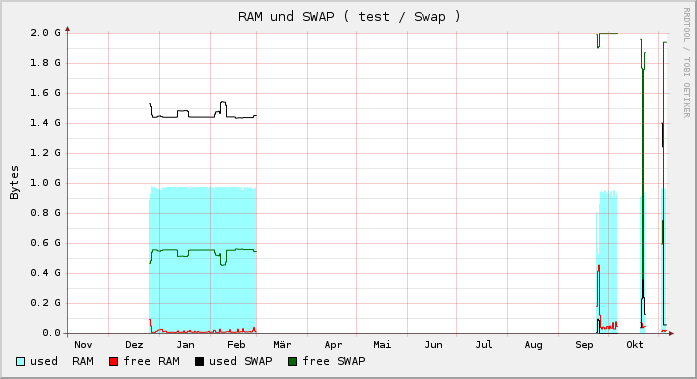 RAM und SWAP ( test / Swap )
RRDTOOL / TOBI OETIKER
Bytes
2.0 G
1.8 G
1.6 G
1.4 G
1.2 G
1.0 G
0.8 G
0.6 G
0.4 G
0.2 G
0.0
Nov Dez Jan Feb Mär Apr Mai Jun Jul Aug Sep Okt
used RAM free RAM used SWAP free SWAP